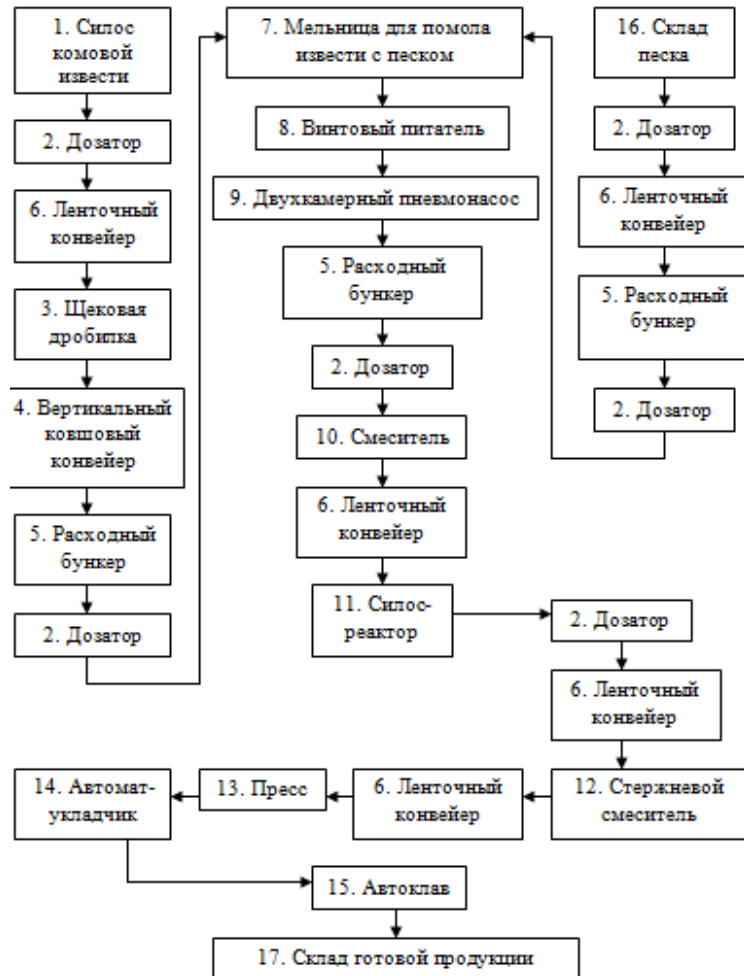 1. Силос
комовой
извести
2. Дозатор
6. Ленточный
конвейер
3. Щековая
дробилка
4. Вертикальный
ковшовый
конвейер
5. Расходный
бункер
2. Дозатор
7. Мельница для помола
извести с песком
8. Винтовый питатель
9. Двухкамерный пневмонасос
5. Расходный
бункер
2. Дозатор
10. Смеситель
6. Ленточный
конвейер
11. Силос-
реактор
16. Склад
песка
2. Дозатор
6. Ленточный
конвейер
5. Расходный
бункер
2. Дозатор
2. Дозатор
6. Ленточный
конвейер
12. Стержневой
смеситель
6. Ленточный
конвейер
13. Пресс
14. Автомат-
укладчик
15. Автоклав
17. Склад готовой продукции